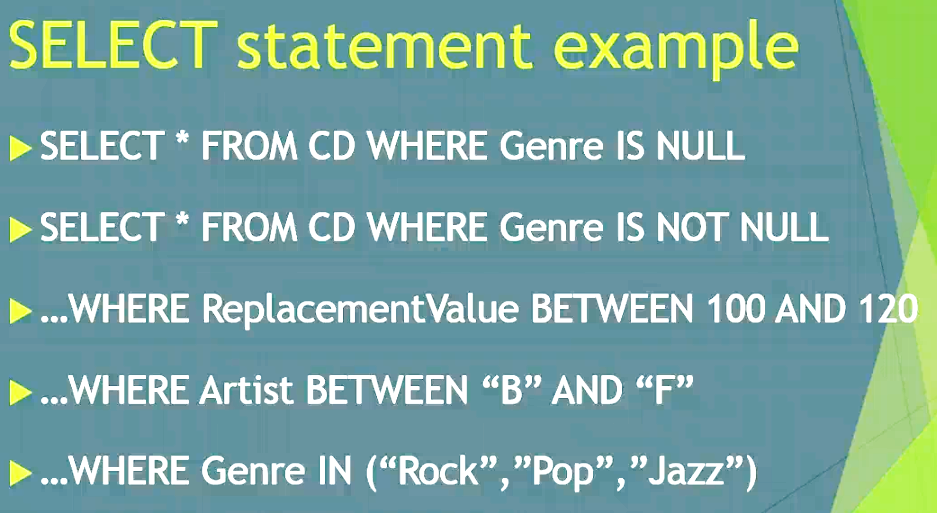 SELECT statement example
SELECT * FROM CD WHERE Genre IS NULL
SELECT * FROM CD WHERE Genre IS NOT NULL
...WHERE ReplacementValue BETWEEN 100 AND 120
...WHERE Artist BETWEEN “B” AND “F”
...WHERE Genre IN (“Rock”,”Pop”,”Jazz”)